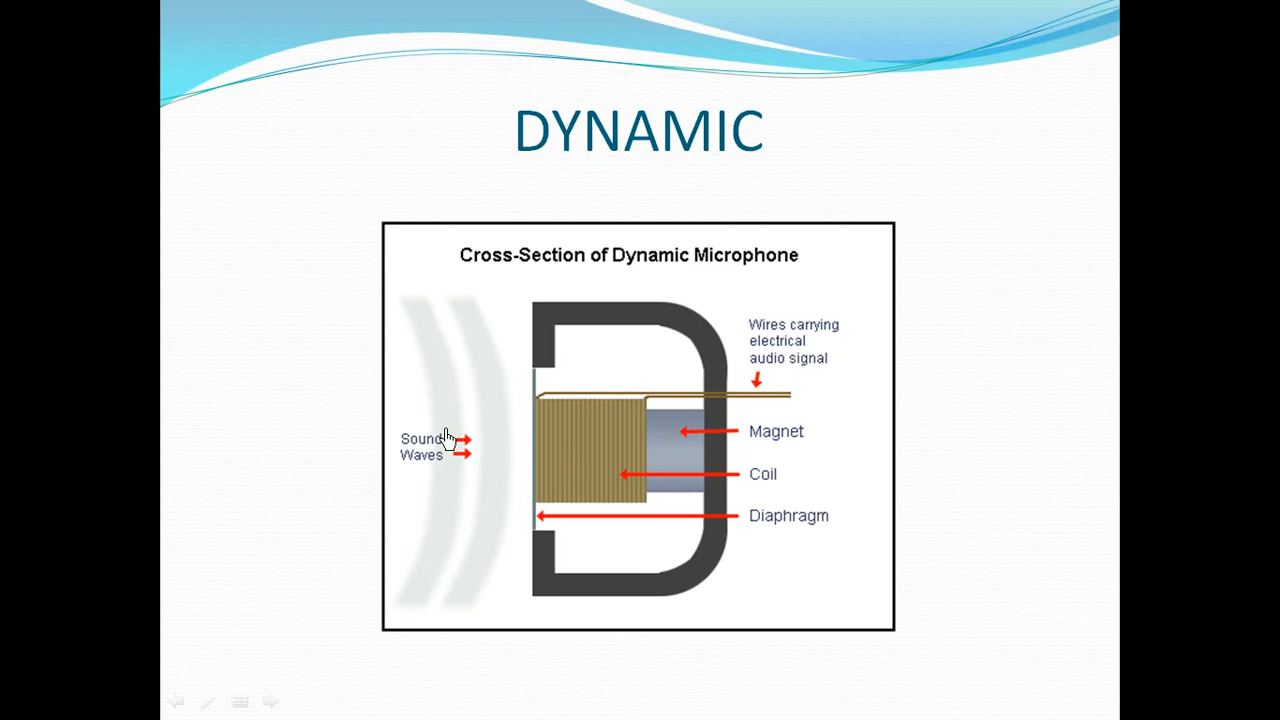 DYNAMIC
Cross-Section of Dynamic Microphone
Wires carrying
electrical
audio signal
Sound
Waves
Magnet
Coil
Diaphragm